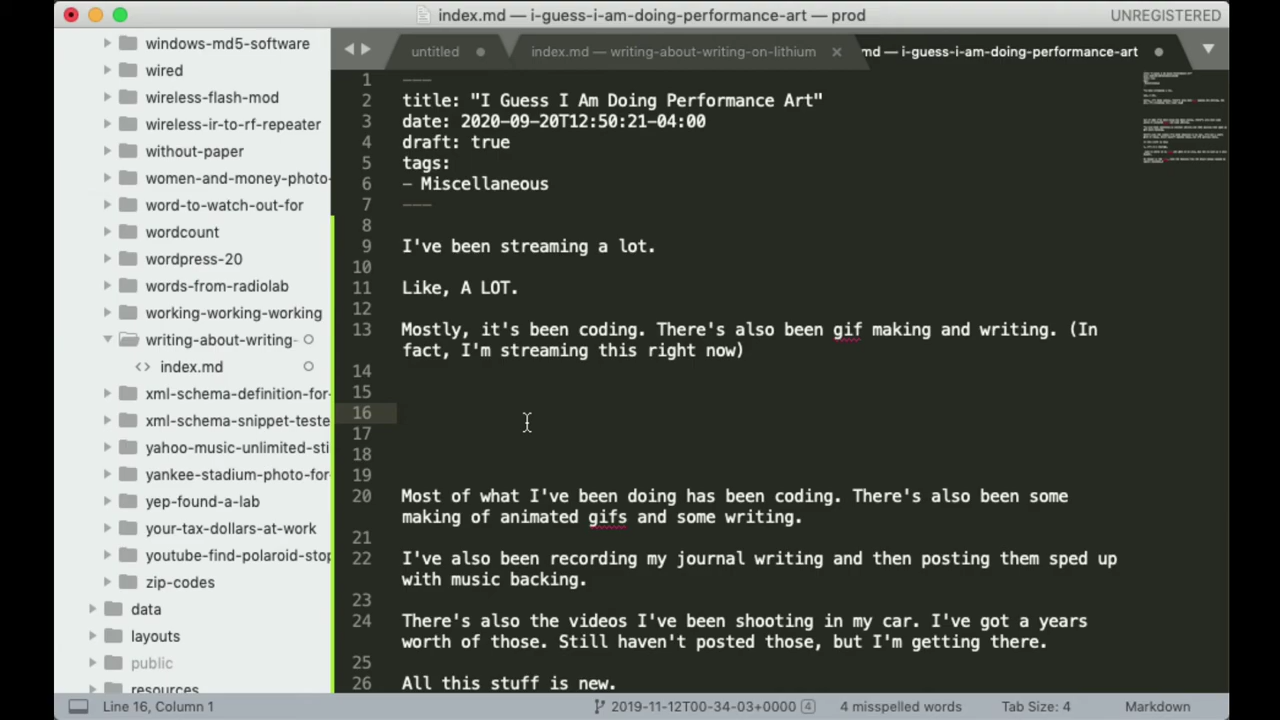 index.md — i-guess-i-am-doing-performance-art — prod
UNREGISTERED
untitled
index.md — writing-about-writing-on-lithium
md — i-guess-i-am-doing-performance-art
windows-md5-software
wired
wireless-flash-mod
wireless-ir-to-rf-repeater
without-paper
women-and-money-photo-
word-to-watch-out-for
wordcount
wordpress-20
words-from-radiolab
working-working-working
writing-about-writing-
index.md
xml-schema-definition-for-
xml-schema-snippet-teste
yahoo-music-unlimited-sti
yankee-stadium-photo-for-
yep-found-a-lab
your-tax-dollars-at-work
youtube-find-polaroid-stop
zip-codes
data
layouts
public
resources
1 ---
2 title: "I Guess I Am Doing Performance Art"
3 date: 2020-09-20T12:50:21-04:00
4 draft: true
5 tags:
6 - Miscellaneous
7 ---
8
9 I've been streaming a lot.
10
11 Like, A LOT.
12
13 Mostly, it's been coding. There's also been gif making and writing. (In
fact, I'm streaming this right now)
14
15
16
17
18
19
20 Most of what I've been doing has been coding. There's also been some
making of animated gifs and some writing.
21
22 I've also been recording my journal writing and then posting them sped up
with music backing.
23
24 There's also the videos I've been shooting in my car. I've got a years
worth of those. Still haven't posted those, but I'm getting there.
25
26 All this stuff is new.
Line 16, Column 1
2019-11-12T00-34-03+0000 4
4 misspelled words
Tab Size: 4
Markdown